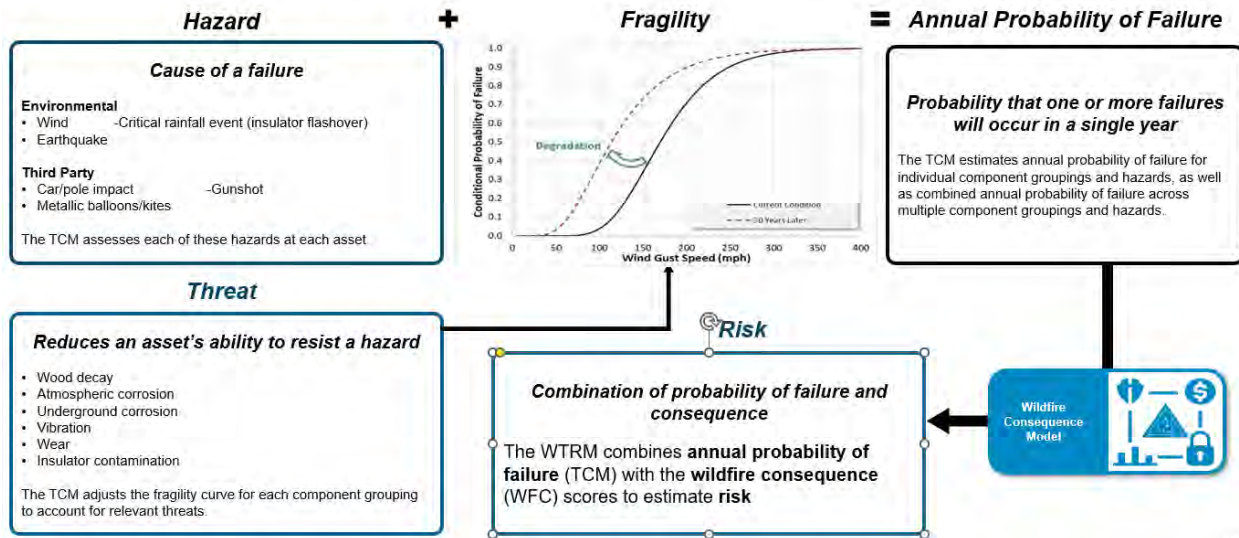 Hazard + Fragility = Annual Probability of Failure
Cause of a failure
Environmental
• Wind -Critical rainfall event (insulator flashover)
• Earthquake
Third Party
• Car/pole impact -Gunshot
• Metallic balloons/kites
The TCM assesses each of these hazards at each asset
Conditional Probability of Failure
1.0
0.9
0.8
0.7
0.6
0.5
0.4
0.3
0.2
0.1
0.0
Degradation
Current Condition
Years Later
0 50 100 150 200 250 300 350 400
Wind Gust Speed (mph)
Probability that one or more failures
will occur in a single year
The TCM estimates annual probability of failure for
individual component groupings and hazards, as well
as combined annual probability of failure across
multiple component groupings and hazards.
Threat
Reduces an asset's ability to resist a hazard
• Wood decay
• Atmospheric corrosion
• Underground corrosion
• Vibration
• Wear
• Insulator contamination
The TCM adjusts the fragility curve for each component grouping
to account for relevant threats
Risk
Combination of probability of failure and
consequence
The WTRM combines annual probability of
failure (TCM) with the wildfire consequence
(WFC) scores to estimate risk
Wildfire
Consequence
Model
$